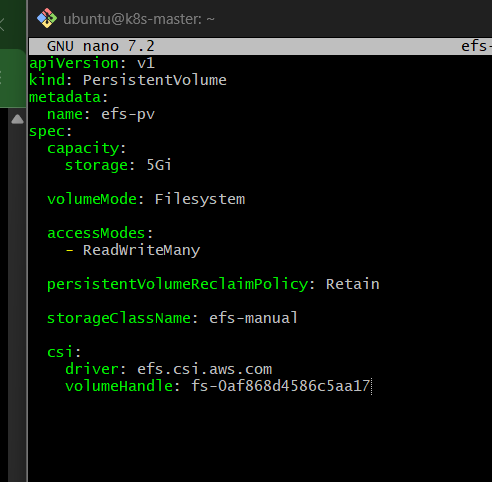 ubuntu@k8s-master: ~
GNU nano 7.2 efs-
apiVersion: v1
kind: PersistentVolume
metadata:
  name: efs-pv
spec:
  capacity:
    storage: 5Gi
  volumeMode: Filesystem
  accessModes:
    - ReadWriteMany
  persistentVolumeReclaimPolicy: Retain
  storageClassName: efs-manual
  csi:
    driver: efs.csi.aws.com
    volumeHandle: fs-0af868d4586c5aa17